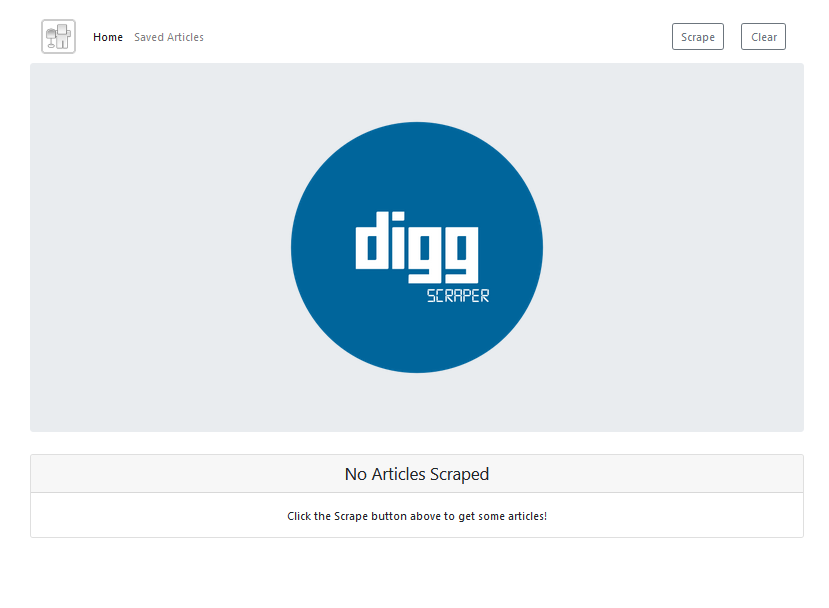 Home Saved Articles Scrape Clear
digg
SCRAPER
No Articles Scraped
Click the Scrape button above to get some articles!